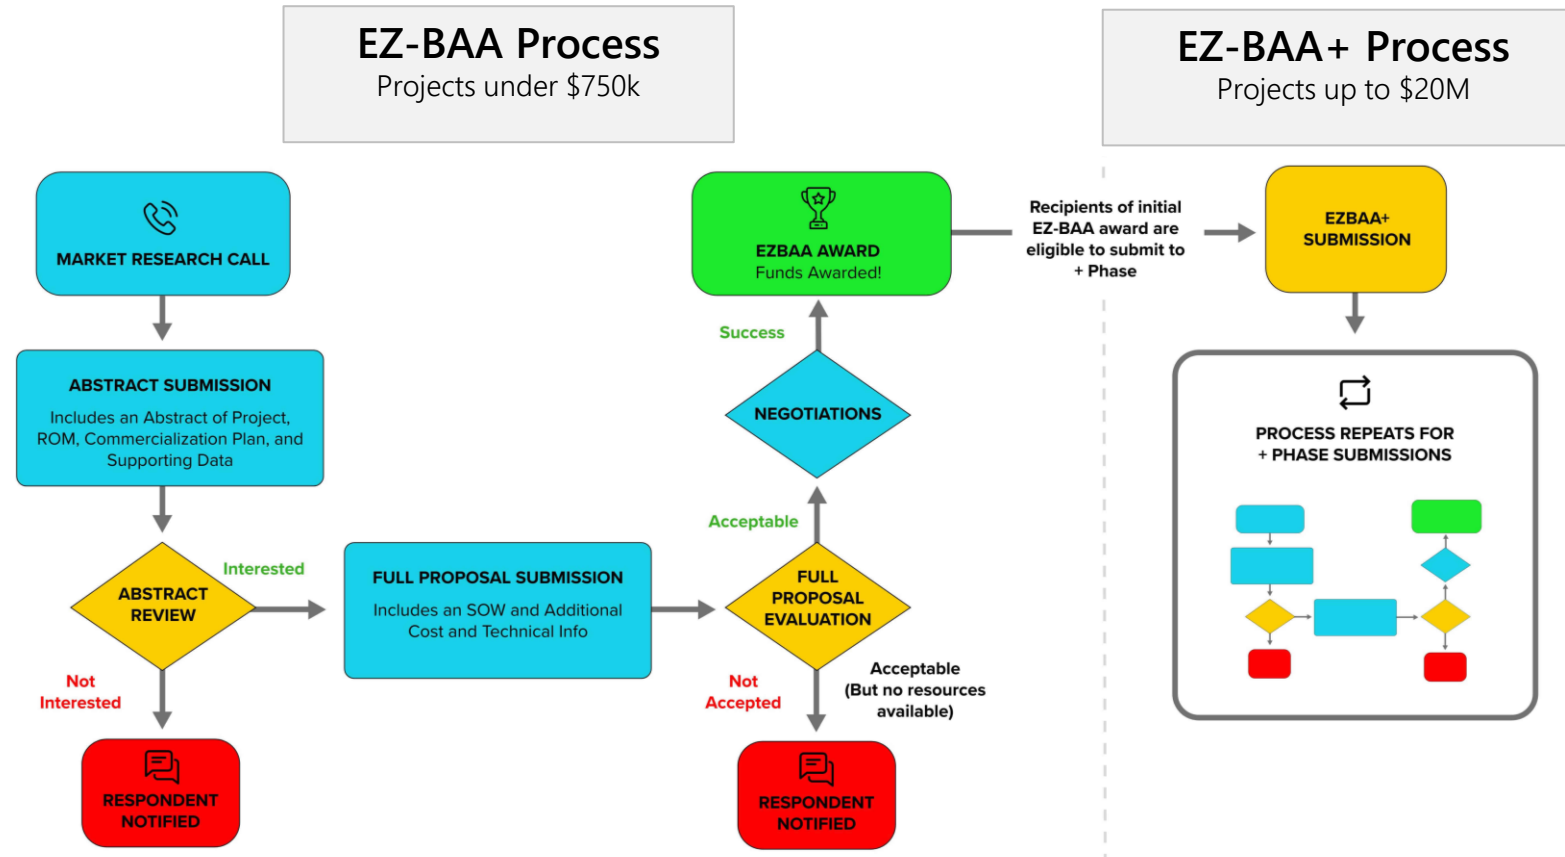 EZ-BAA Process
Projects under $750k
EZ-BAA+ Process
Projects up to $20M
MARKET RESEARCH CALL
ABSTRACT SUBMISSION
Includes an Abstract of Project,
ROM, Commercialization Plan, and
Supporting Data
ABSTRACT
REVIEW
Interested
Not
Interested
RESPONDENT
NOTIFIED
FULL PROPOSAL SUBMISSION
Includes an SOW and Additional
Cost and Technical Info
FULL
PROPOSAL
EVALUATION
Not
Accepted
Acceptable
(But no resources
available)
RESPONDENT
NOTIFIED
Acceptable
NEGOTIATIONS
Success
EZBAA AWARD
Funds Awarded!
Recipients of initial
EZ-BAA award are
eligible to submit to
+ Phase
EZBAA+
SUBMISSION
PROCESS REPEATS FOR
+ PHASE SUBMISSIONS